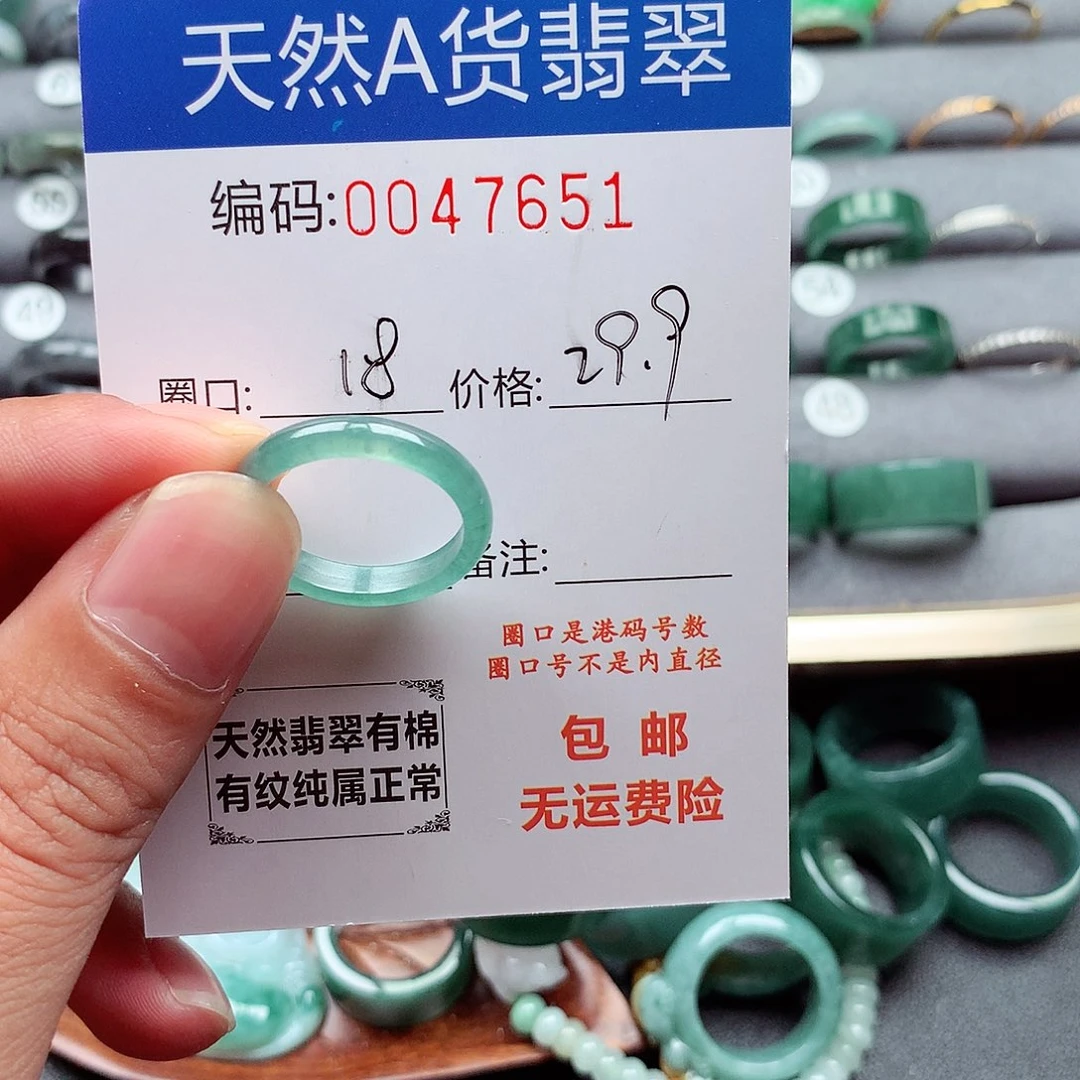 天然A货翡翠
编码:0047651
圈口: 18 价格: 29.9
备注:
圈口是港码号数
圈口号不是内直径
天然翡翠有棉
有纹纯属正常
包 邮
无运费险
49